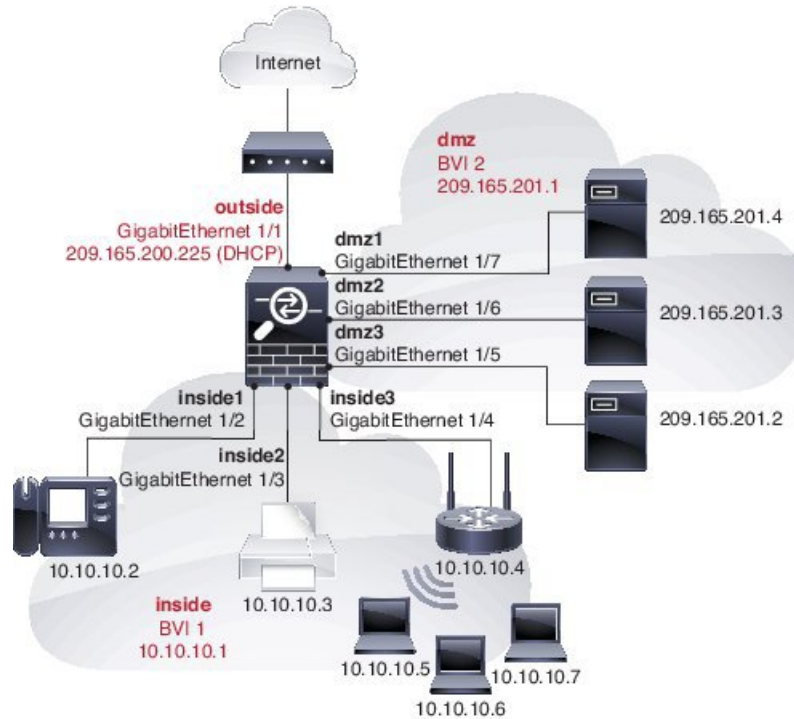 Internet
outside
GigabitEthernet 1/1
209.165.200.225 (DHCP)
dmz
BVI 2
209.165.201.1
dmz1
GigabitEthernet 1/7
209.165.201.4
dmz2
GigabitEthernet 1/6
209.165.201.3
dmz3
GigabitEthernet 1/5
209.165.201.2
inside1
GigabitEthernet 1/2
inside2
GigabitEthernet 1/3
inside3
GigabitEthernet 1/4
10.10.10.2
10.10.10.3
10.10.10.4
inside
BVI 1
10.10.10.1
10.10.10.5
10.10.10.6
10.10.10.7